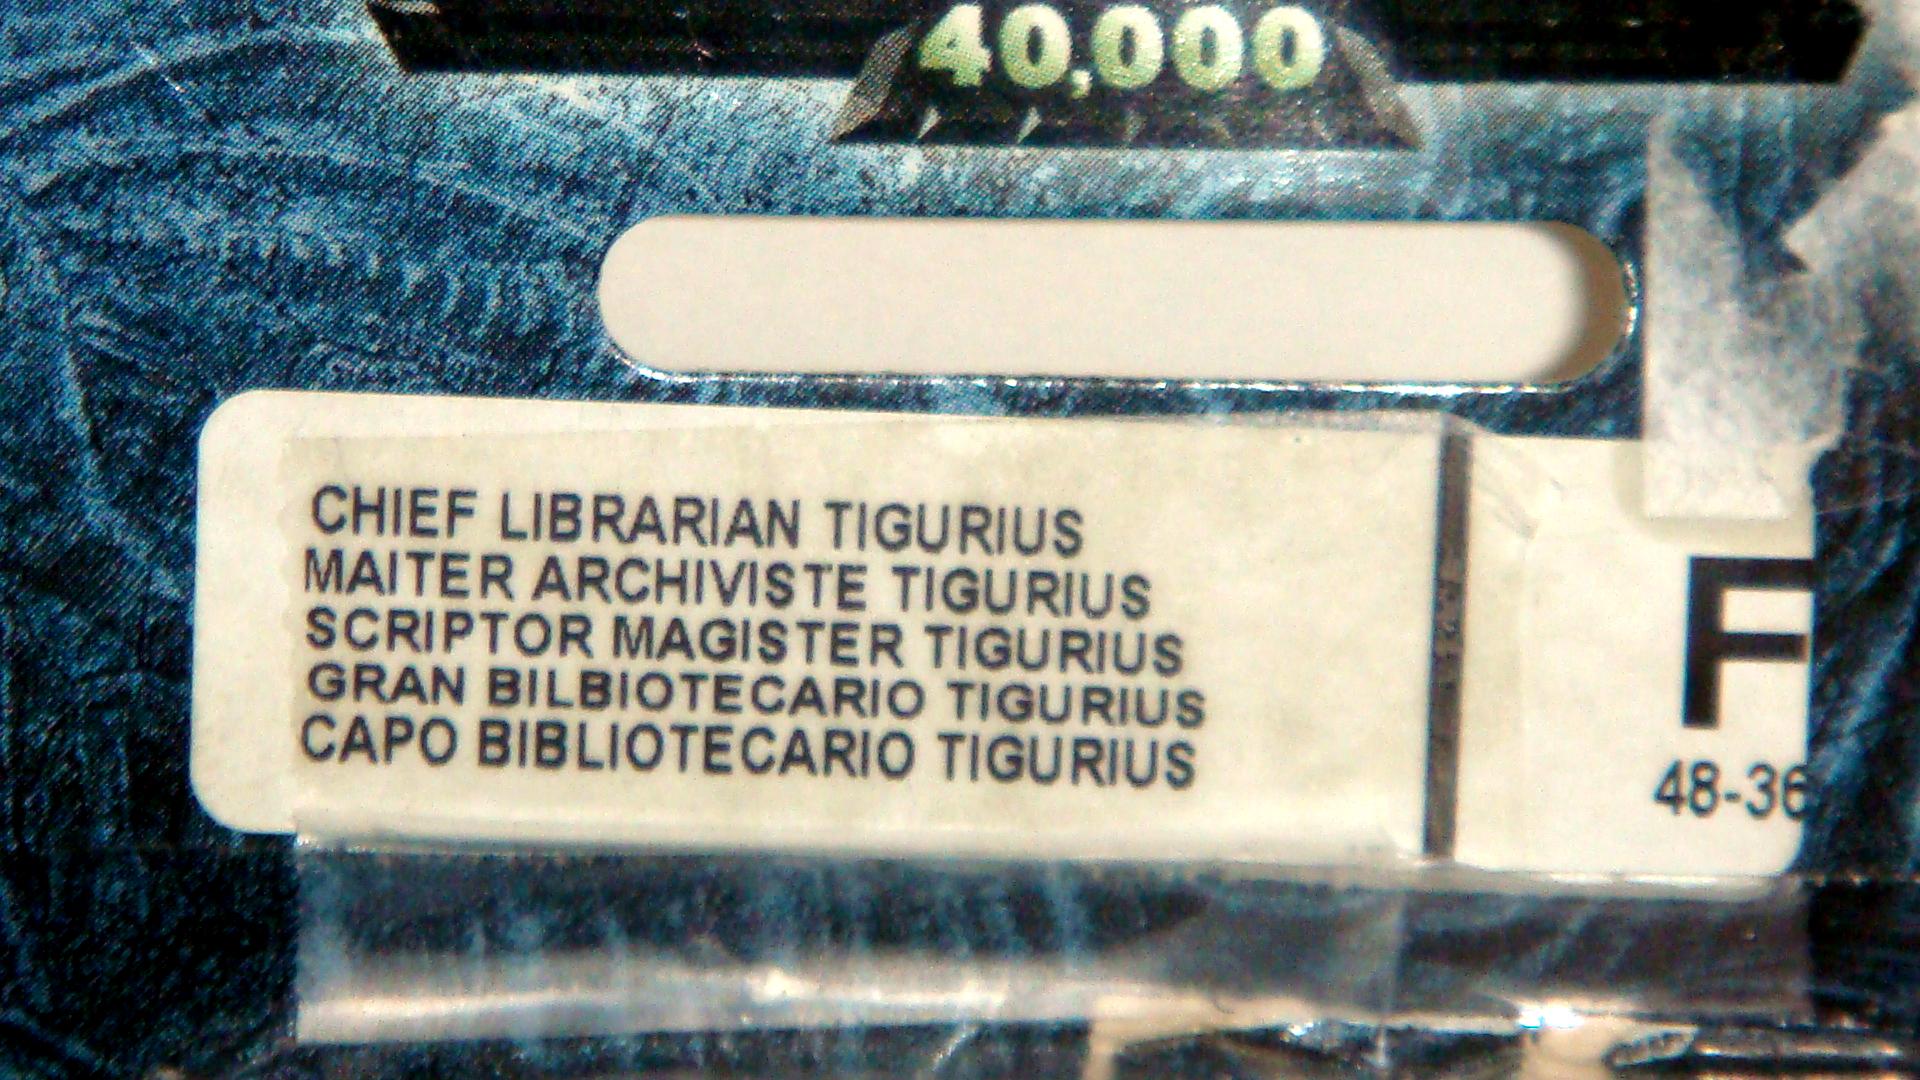 40,000
CHIEF LIBRARIAN TIGURIUS
MAITER ARCHIVISTE TIGURIUS
SCRIPTOR MAGISTER TIGURIUS
GRAN BILBIOTECARIO TIGURIUS
CAPO BIBLIOTECARIO TIGURIUS
F
48-36